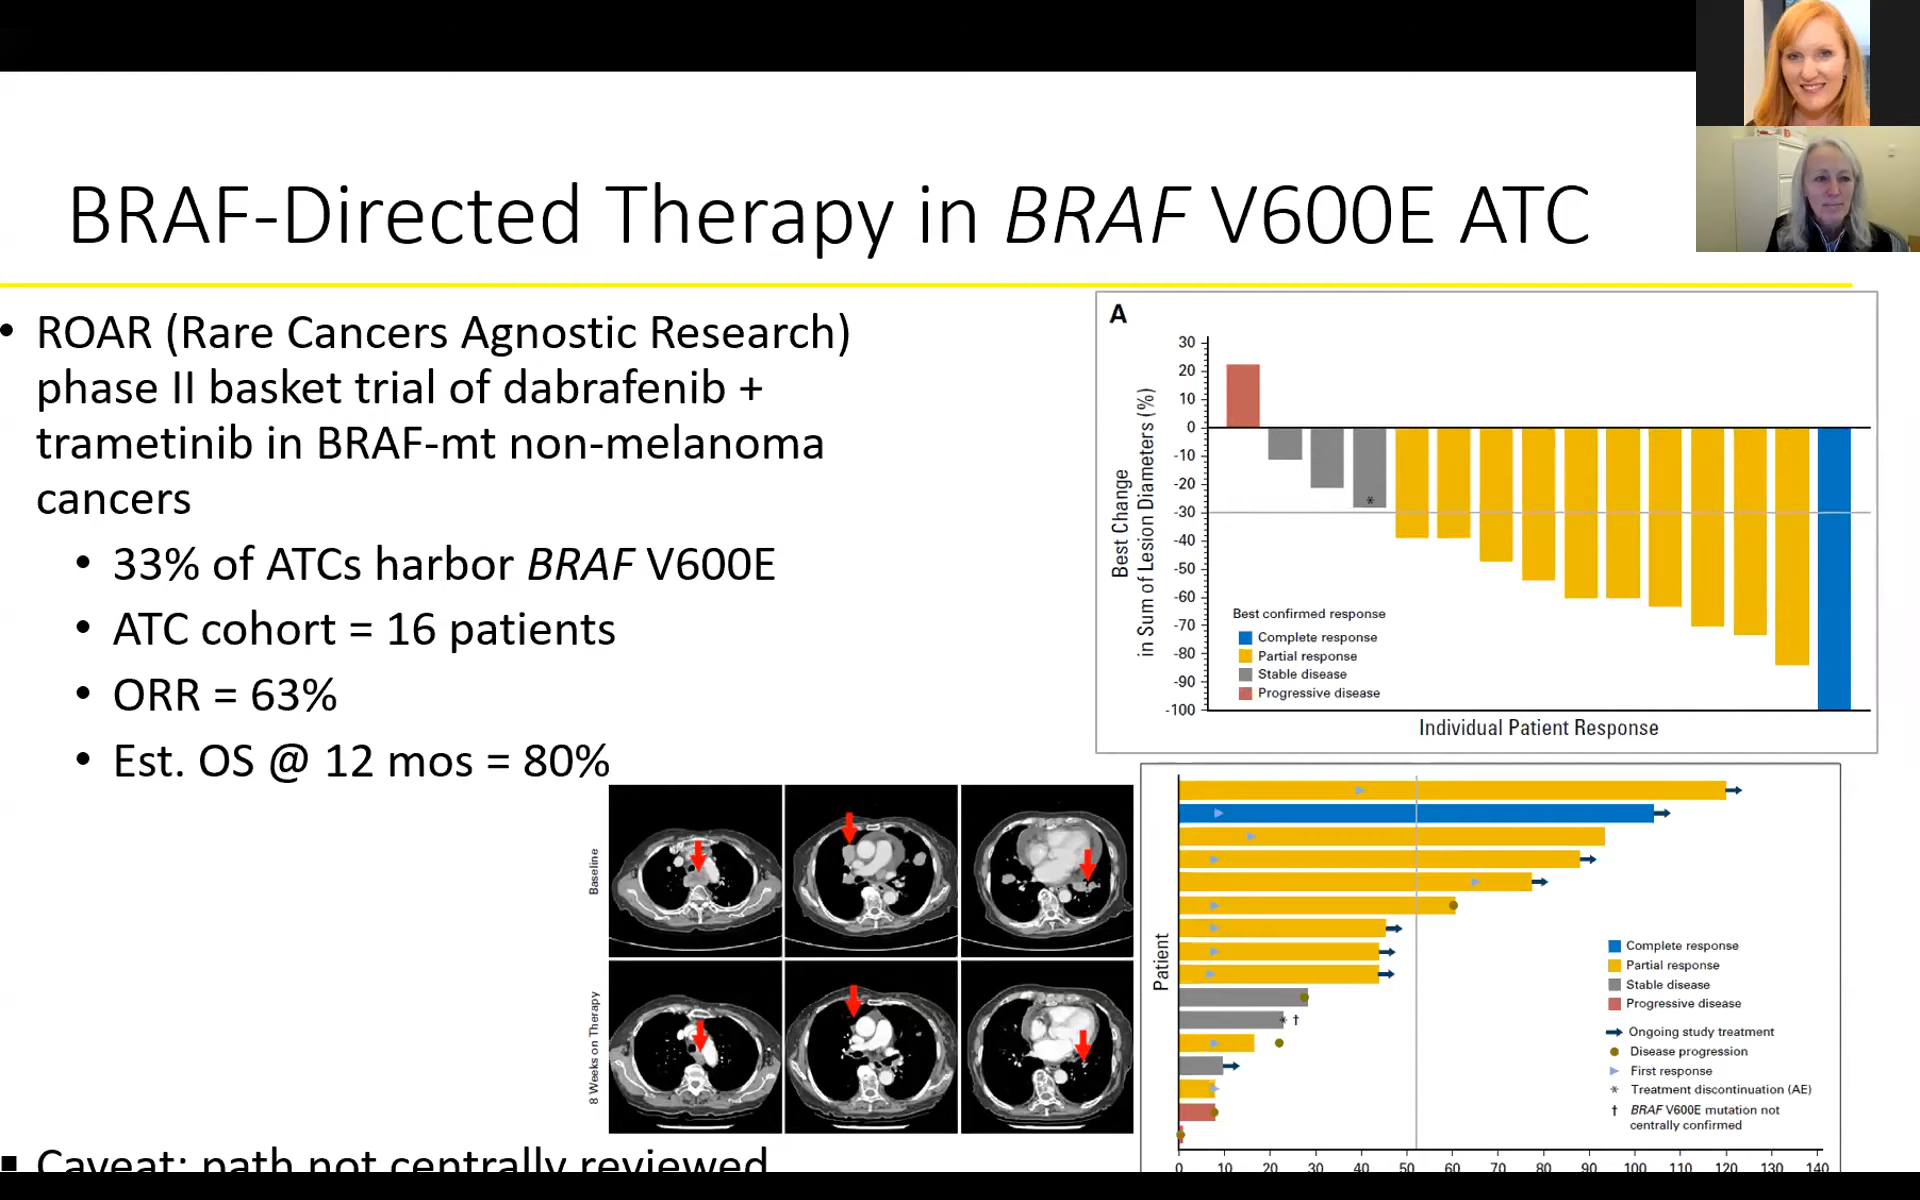 BRAF-Directed Therapy in BRAF V600E ATC
• ROAR (Rare Cancers Agnostic Research)
phase II basket trial of dabrafenib +
trametinib in BRAF-mt non-melanoma
cancers
• 33% of ATCs harbor BRAF V600E
• ATC cohort = 16 patients
• ORR = 63%
• Est. OS @ 12 mos = 80%
▪ Caveat: path not centrally reviewed
Baseline
8 Weeks on Therapy
A
Best Change
in Sum of Lesion Diameters (%)
30
20
10
0
-10
-20
-30
-40
-50
-60
-70
-80
-90
-100
*
Best confirmed response
Complete response
Partial response
Stable disease
Progressive disease
Individual Patient Response
Patient
* †
Complete response
Partial response
Stable disease
Progressive disease
Ongoing study treatment
Disease progression
First response
* Treatment discontinuation (AE)
† BRAF V600E mutation not
centrally confirmed
0 10 20 30 40 50 60 70 80 90 100 110 120 130 140